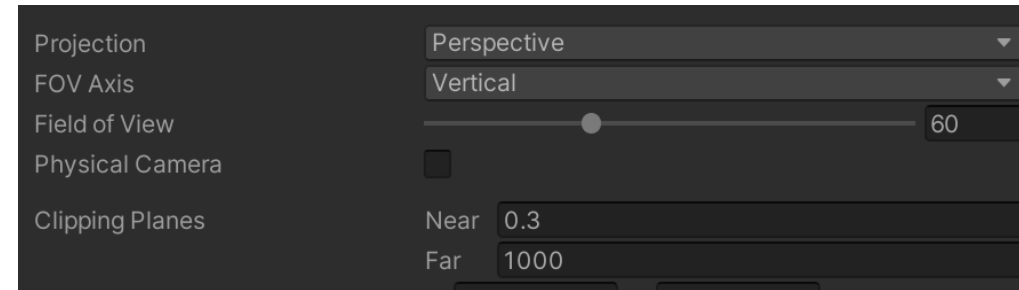 Projection Perspective
FOV Axis Vertical
Field of View 60
Physical Camera
Clipping Planes Near 0.3
Far 1000